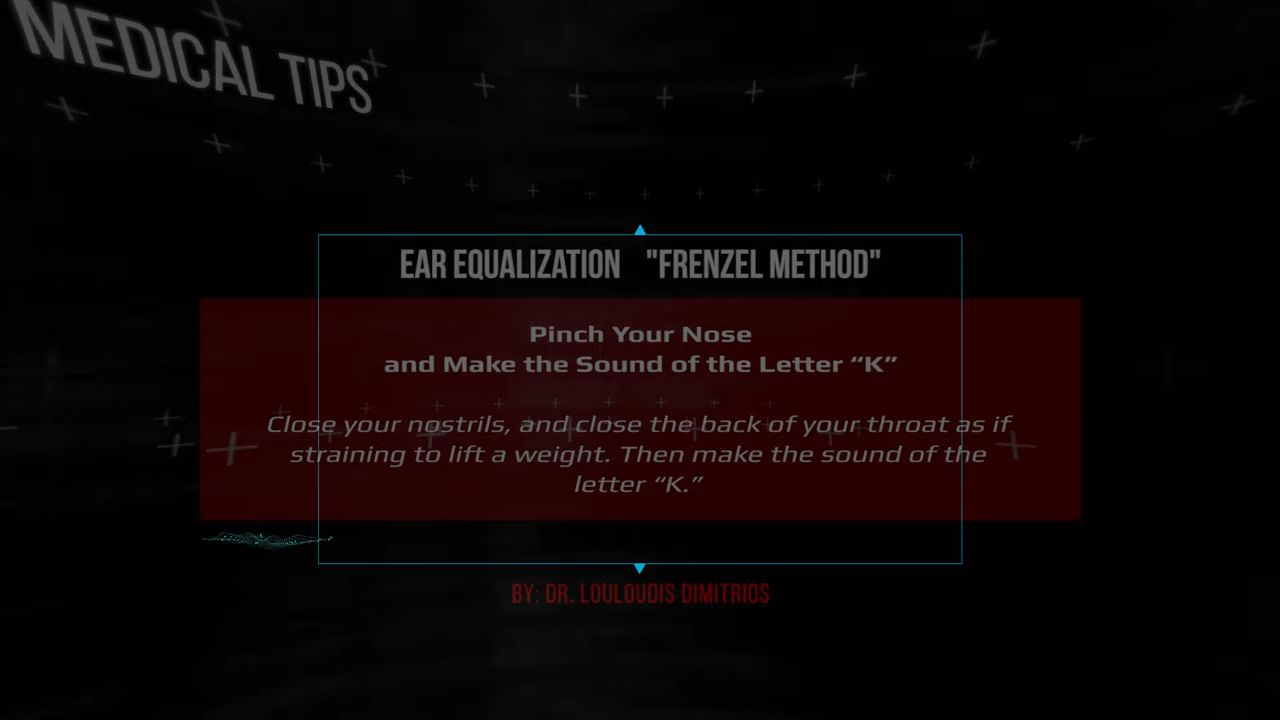 MEDICAL TIPS
EAR EQUALIZATION "FRENZEL METHOD"
Pinch Your Nose
and Make the Sound of the Letter “K”
Close your nostrils, and close the back of your throat as if
straining to lift a weight. Then make the sound of the
letter “K.”
BY: DR. LOULOUDIS DIMITRIOS